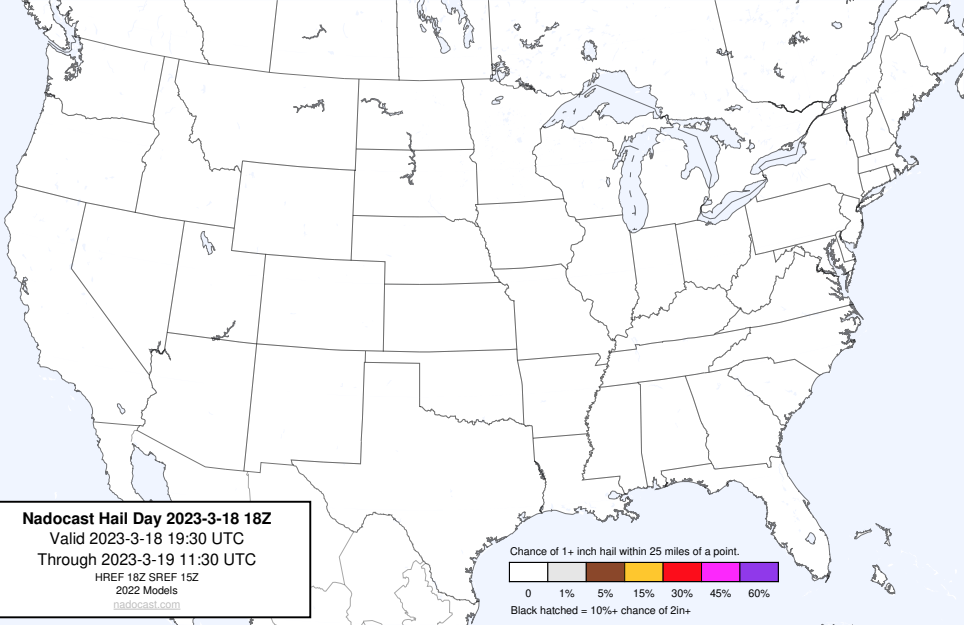 Nadocast Hail Day 2023-3-18 18Z
Valid 2023-3-18 19:30 UTC
Through 2023-3-19 11:30 UTC
HREF 18Z SREF 15Z
2022 Models
nadocast.com
Chance of 1+ inch hail within 25 miles of a point.
0 1% 5% 15% 30% 45% 60%
Black hatched = 10%+ chance of 2in+